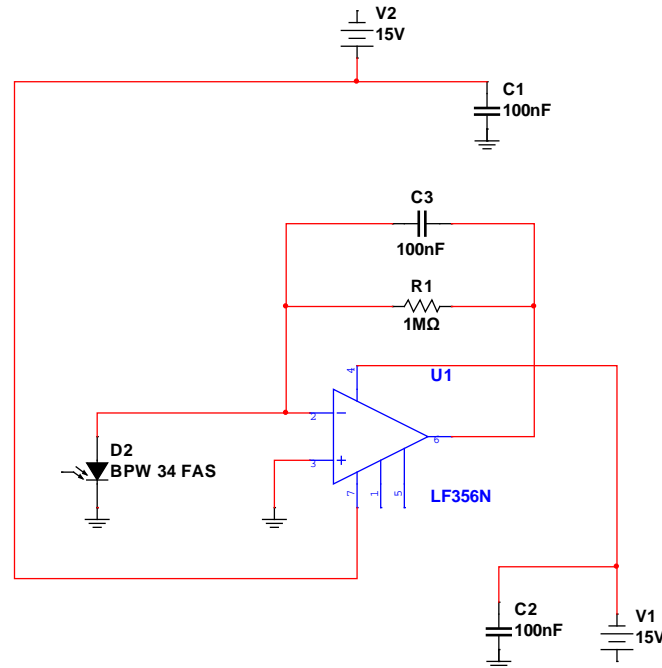 V2
15V
C1
100nF
C3
100nF
R1
1MΩ
4
U1
2
6
D2
BPW 34 FAS
3
7
1
5
LF356N
C2
100nF
V1
15V